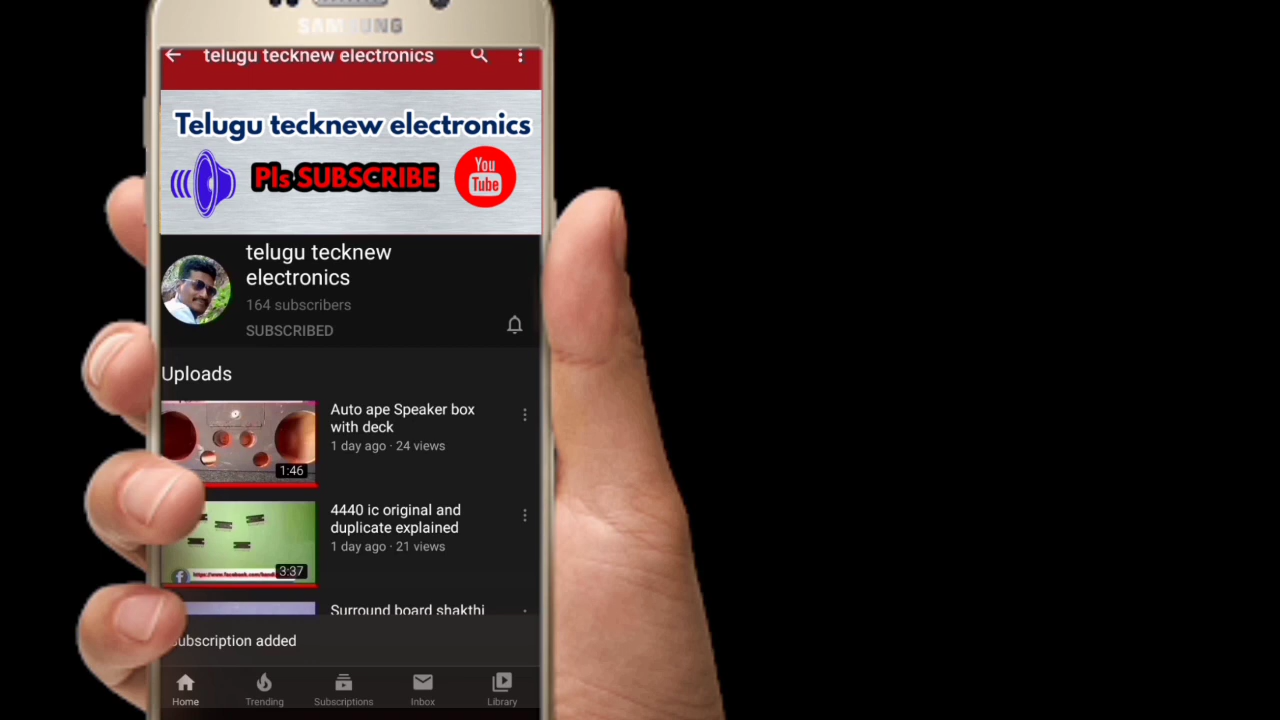 SAMSUNG
telugu tecknew electronics
Telugu tecknew electronics
Pls SUBSCRIBE
You
Tube
telugu tecknew
electronics
164 subscribers
SUBSCRIBED
Uploads
Auto ape Speaker box
with deck
1 day ago · 24 views
1:46
4440 ic original and
duplicate explained
1 day ago · 21 views
3:37
Surround board shakthi
subscription added
Home
Trending
Subscriptions
Inbox
Library